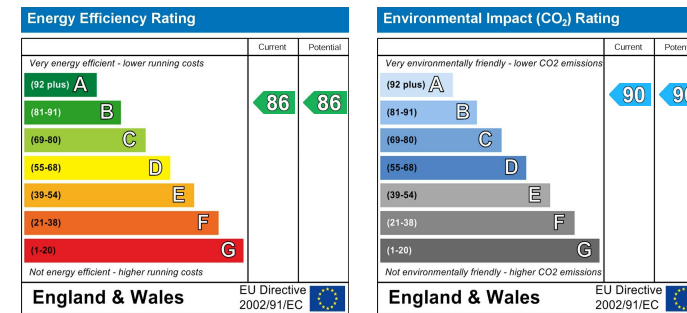 Energy Efficiency Rating
Current Potential
Very energy efficient - lower running costs
(92 plus) A
(81-91) B
(69-80) C
(55-68) D
(39-54) E
(21-38) F
(1-20) G
86 86
Not energy efficient - higher running costs
England & Wales
EU Directive
2002/91/EC
Environmental Impact (CO₂) Rating
Current Poten
Very environmentally friendly - lower CO2 emissions
(92 plus) A
(81-91) B
(69-80) C
(55-68) D
(39-54) E
(21-38) F
(1-20) G
90 90
Not environmentally friendly - higher CO2 emissions
England & Wales
EU Directive
2002/91/EC